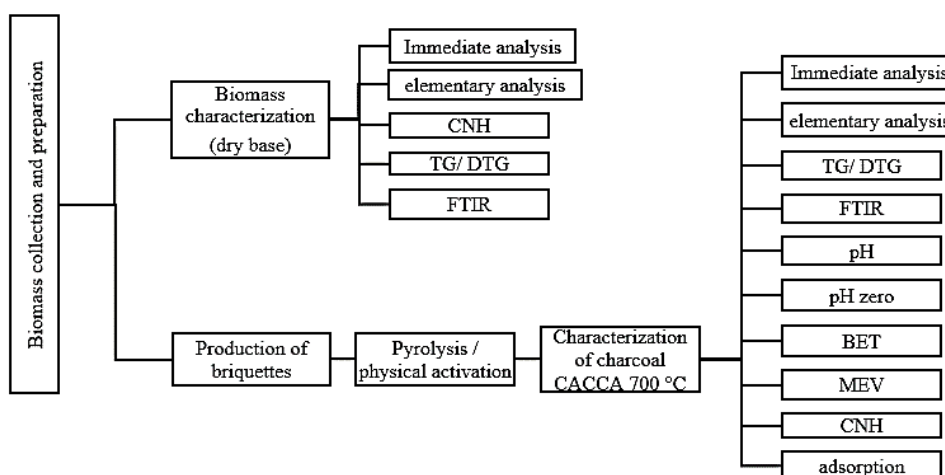 Biomass collection and preparation
Biomass
characterization
(dry base)
Immediate analysis
elementary analysis
CNH
TG/ DTG
FTIR
Production of
briquettes
Pyrolysis /
physical activation
Characterization
of charcoal
CACCA 700 °C
Immediate analysis
elementary analysis
TG/ DTG
FTIR
pH
pH zero
BET
MEV
CNH
adsorption